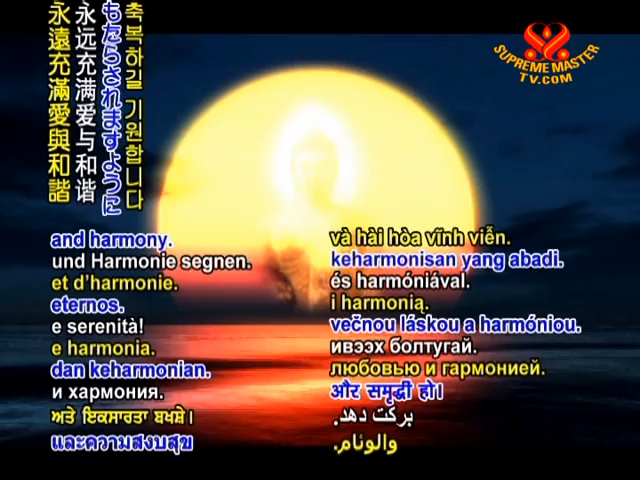 SUPREME MASTER
TV.COM
축복하길 기원합니다
もたらされますように
永远充满爱与和谐
永遠充滿愛與和諧
and harmony.
und Harmonie segnen.
et d'harmonie.
eternos.
e serenità!
e harmonia.
dan keharmonian.
и хармония.
ਅਤੇ ਇਕਸਾਰਤਾ ਬਖਸ਼ੇ।
และความสงบสุข
và hài hòa vĩnh viễn.
keharmonisan yang abadi.
és harmóniával.
i harmonią.
večnou láskou a harmóniou.
ивээх болтугай.
любовью и гармонией.
और समृद्धी हो।
برکت دهد.
والوئام.